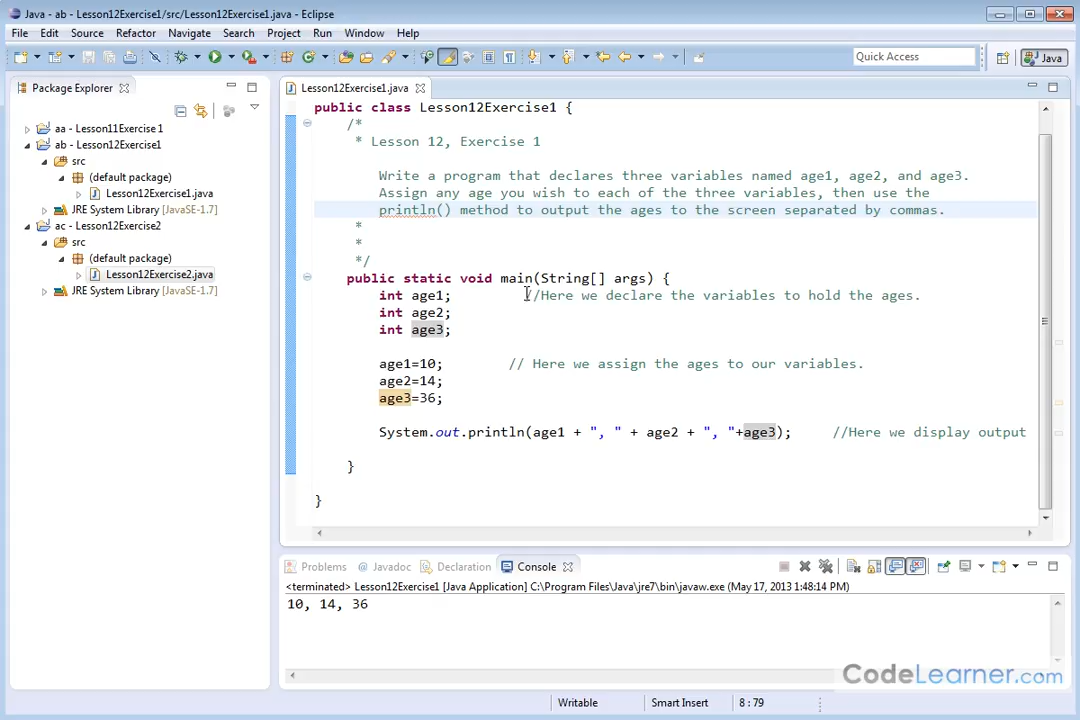 Java - ab - Lesson12Exercise1/src/Lesson12Exercise1.java - Eclipse
File Edit Source Refactor Navigate Search Project Run Window Help
Quick Access
Java
Package Explorer
aa - Lesson11Exercise1
ab - Lesson12Exercise1
src
(default package)
Lesson12Exercise1.java
JRE System Library [JavaSE-1.7]
ac - Lesson12Exercise2
src
(default package)
Lesson12Exercise2.java
JRE System Library [JavaSE-1.7]
Lesson12Exercise1.java
public class Lesson12Exercise1 {
/*
* Lesson 12, Exercise 1
Write a program that declares three variables named age1, age2, and age3.
Assign any age you wish to each of the three variables, then use the
println() method to output the ages to the screen separated by commas.
*
*
*/
public static void main(String[] args) {
int age1; //Here we declare the variables to hold the ages.
int age2;
int age3;
age1=10; // Here we assign the ages to our variables.
age2=14;
age3=36;
System.out.println(age1 + ", " + age2 + ", "+age3); //Here we display output
}
}
Problems Javadoc Declaration Console
<terminated> Lesson12Exercise1 [Java Application] C:\Program Files\Java\jre7\bin\javaw.exe (May 17, 2013 1:48:14 PM)
10, 14, 36
CodeLearner.com
Writable Smart Insert 8 : 79